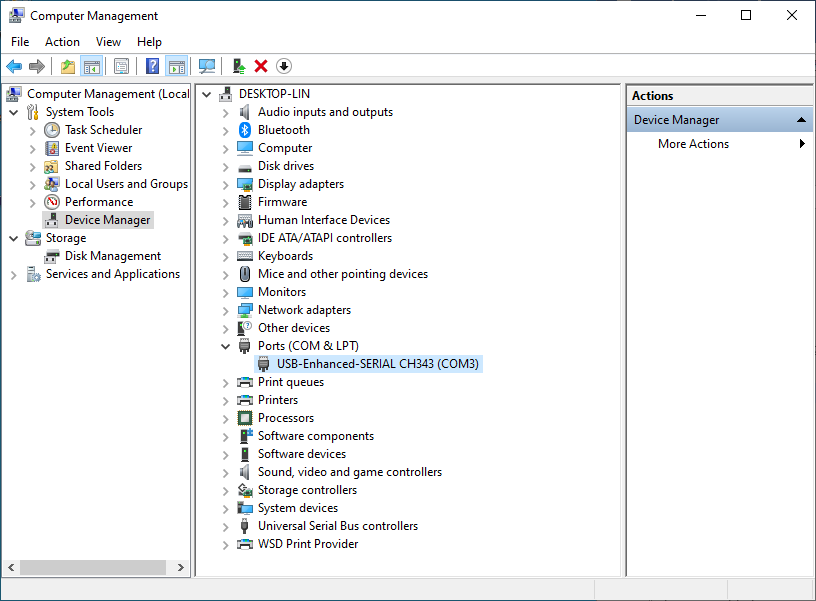 Computer Management
File Action View Help
Computer Management (Local
System Tools
Task Scheduler
Event Viewer
Shared Folders
Local Users and Groups
Performance
Device Manager
Storage
Disk Management
Services and Applications
DESKTOP-LIN
Audio inputs and outputs
Bluetooth
Computer
Disk drives
Display adapters
Firmware
Human Interface Devices
IDE ATA/ATAPI controllers
Keyboards
Mice and other pointing devices
Monitors
Network adapters
Other devices
Ports (COM & LPT)
USB-Enhanced-SERIAL CH343 (COM3)
Print queues
Printers
Processors
Software components
Software devices
Sound, video and game controllers
Storage controllers
System devices
Universal Serial Bus controllers
WSD Print Provider
Actions
Device Manager
More Actions